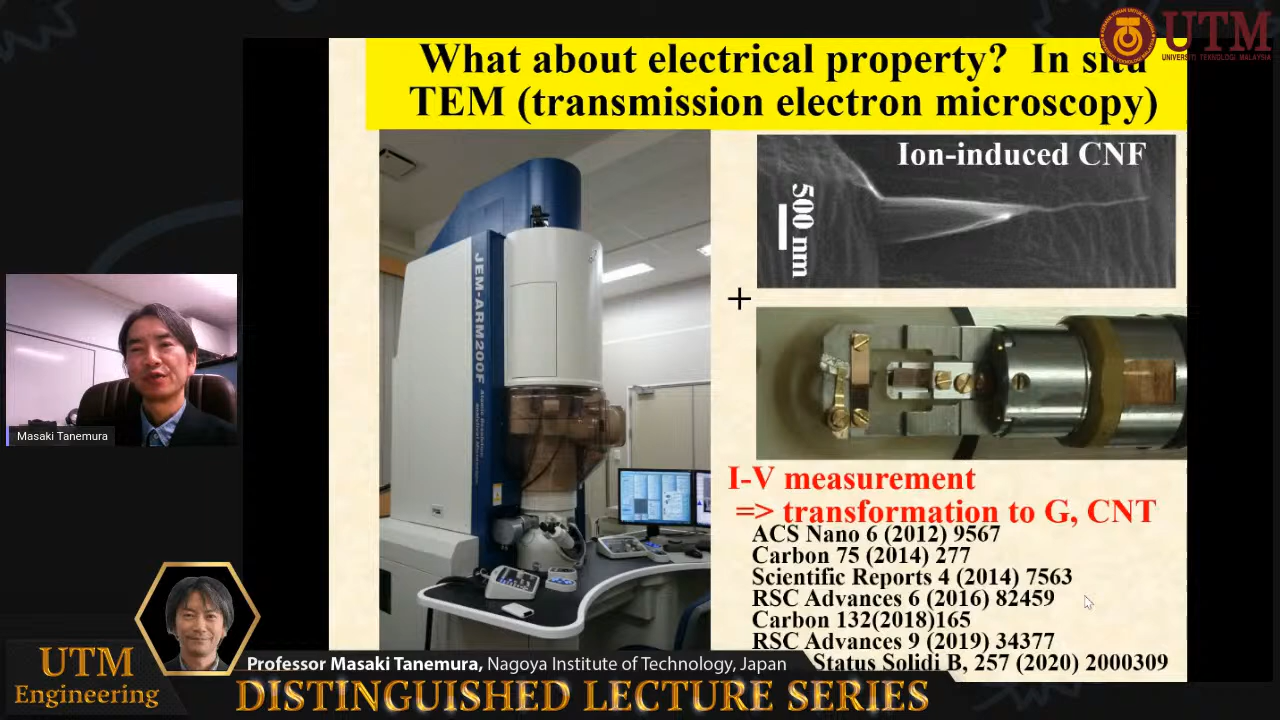 UTM
UNIVERSITI TEKNOLOGI MALAYSIA
What about electrical property? In situ
TEM (transmission electron microscopy)
Ion-induced CNF
500 nm
JEM-ARM200F
+
I-V measurement
=> transformation to G, CNT
ACS Nano 6 (2012) 9567
Carbon 75 (2014) 277
Scientific Reports 4 (2014) 7563
RSC Advances 6 (2016) 82459
Carbon 132(2018)165
RSC Advances 9 (2019) 34377
Status Solidi B, 257 (2020) 2000309
Masaki Tanemura
UTM
Engineering
Professor Masaki Tanemura, Nagoya Institute of Technology, Japan
DISTINGUISHED LECTURE SERIES